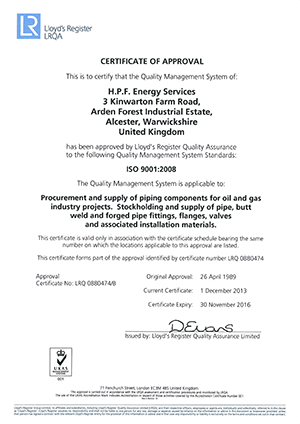 LR
Lloyd's Register
LRQA
CERTIFICATE OF APPROVAL
This is to certify that the Quality Management System of:
H.P.F. Energy Services
3 Kinwarton Farm Road,
Arden Forest Industrial Estate,
Alcester, Warwickshire
United Kingdom
has been approved by Lloyd's Register Quality Assurance
to the following Quality Management System Standards:
ISO 9001:2008
The Quality Management System is applicable to:
Procurement and supply of piping components for oil and gas
industry projects. Stockholding and supply of pipe, butt
weld and forged pipe fittings, flanges, valves
and associated installation materials.
This certificate is valid only in association with the certificate schedule bearing the same
number on which the locations applicable to this approval are listed.
This certificate forms part of the approval identified by certificate number LRQ 0880474
Approval
Certificate No: LRQ 0880474/B
Original Approval: 26 April 1989
Current Certificate: 1 December 2013
Certificate Expiry: 30 November 2016
D Evans
Issued by: Lloyd's Register Quality Assurance Limited
UKAS
001
71 Fenchurch Street, London EC3M 4BS United Kingdom